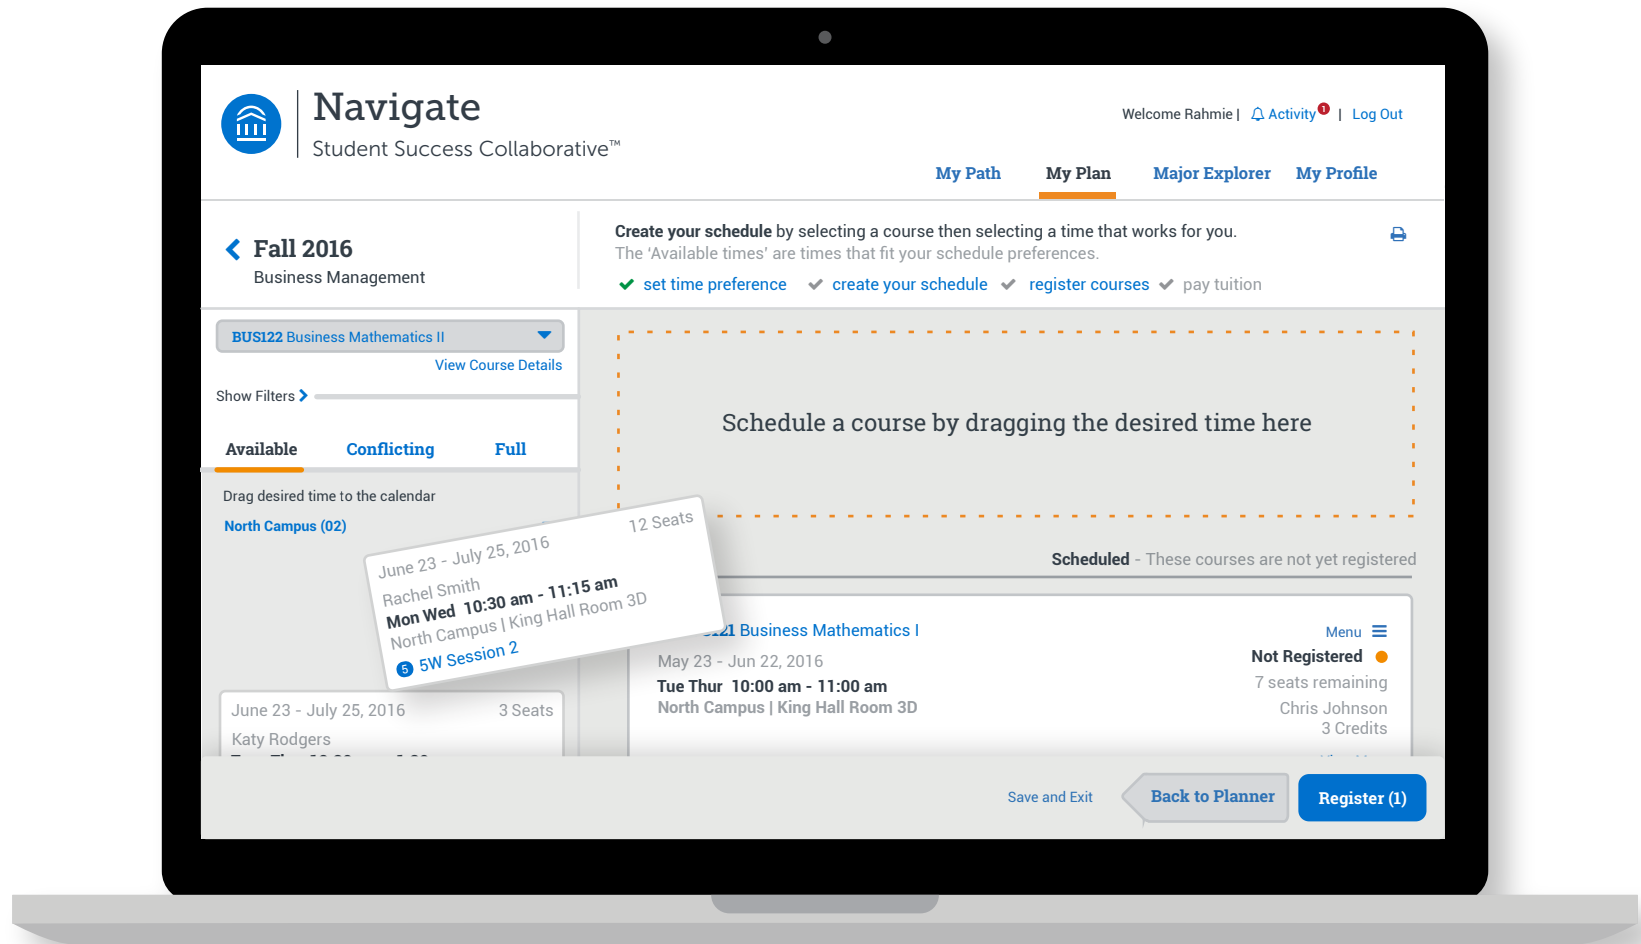 Navigate
Student Success Collaborative™
Welcome Rahmie | Activity 1 | Log Out
My Path My Plan Major Explorer My Profile
Fall 2016
Business Management
Create your schedule by selecting a course then selecting a time that works for you.
The ‘Available times’ are times that fit your schedule preferences.
set time preference create your schedule register courses pay tuition
BUS122 Business Mathematics II
View Course Details
Show Filters
Available Conflicting Full
Drag desired time to the calendar
North Campus (02)
Schedule a course by dragging the desired time here
June 23 - July 25, 2016 12 Seats
Rachel Smith
Mon Wed 10:30 am - 11:15 am
North Campus | King Hall Room 3D
5 5W Session 2
June 23 - July 25, 2016 3 Seats
Katy Rodgers
Scheduled - These courses are not yet registered
121 Business Mathematics I
May 23 - Jun 22, 2016
Tue Thur 10:00 am - 11:00 am
North Campus | King Hall Room 3D
Menu
Not Registered
7 seats remaining
Chris Johnson
3 Credits
Save and Exit
Back to Planner
Register (1)